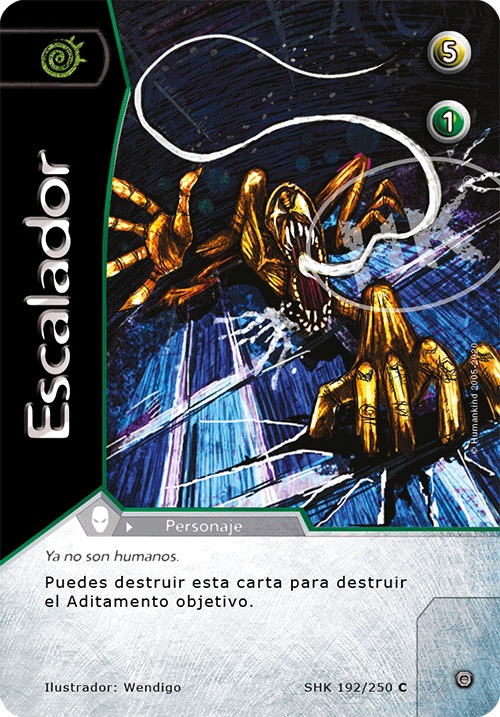 5
1
Escalador
HK
© Humankind 2005-2020
Personaje
Ya no son humanos.
Puedes destruir esta carta para destruir
el Aditamento objetivo.
Ilustrador: Wendigo
SHK 192/250 C